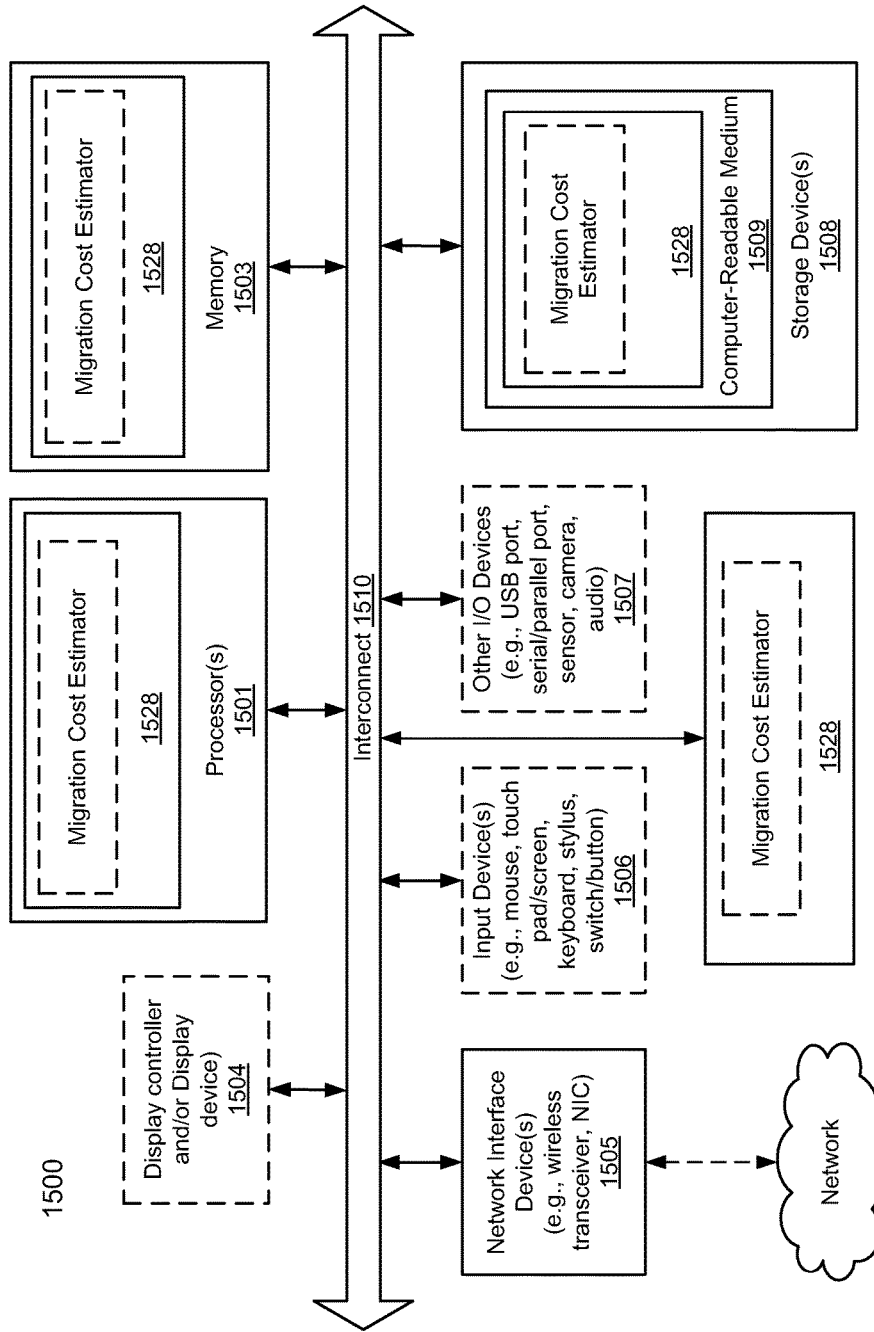 1500
Display controller
and/or Display
device)
1504
Migration Cost Estimator
1528
Processor(s)
1501
Migration Cost Estimator
1528
Memory
1503
Interconnect 1510
Network Interface
Device(s)
(e.g., wireless
transceiver, NIC)
1505
Input Device(s)
(e.g., mouse, touch
pad/screen,
keyboard, stylus,
switch/button)
1506
Other I/O Devices
(e.g., USB port,
serial/parallel port,
sensor, camera,
audio)
1507
Migration Cost
Estimator
1528
Computer-Readable Medium
1509
Storage Device(s)
1508
Network
Migration Cost Estimator
1528